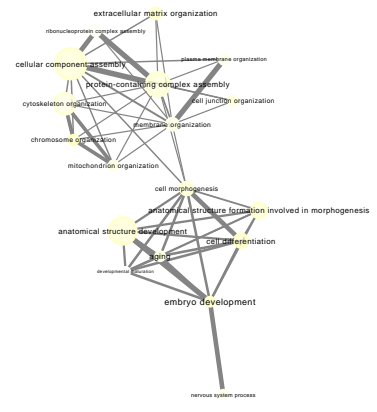 extracellular matrix organization
ribonucleoprotein complex assembly
plasma membrane organization
cellular component assembly
protein-containing complex assembly
cytoskeleton organization
cell junction organization
membrane organization
chromosome organization
mitochondrion organization
cell morphogenesis
anatomical structure formation involved in morphogenesis
anatomical structure development
cell differentiation
aging
developmental maturation
embryo development
nervous system process